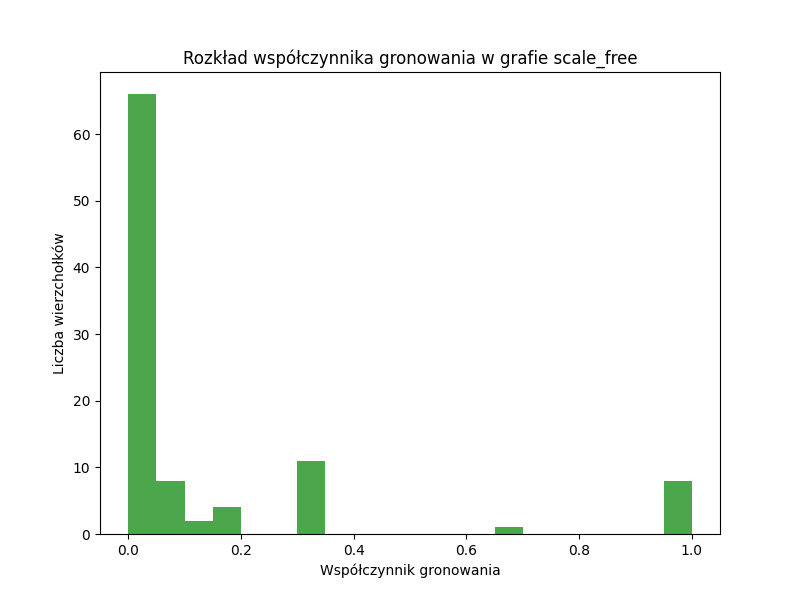 Rozkład współczynnika gronowania w grafie scale_free
Liczba wierzchołków
60
50
40
30
20
10
0
0.0 0.2 0.4 0.6 0.8 1.0
Współczynnik gronowania